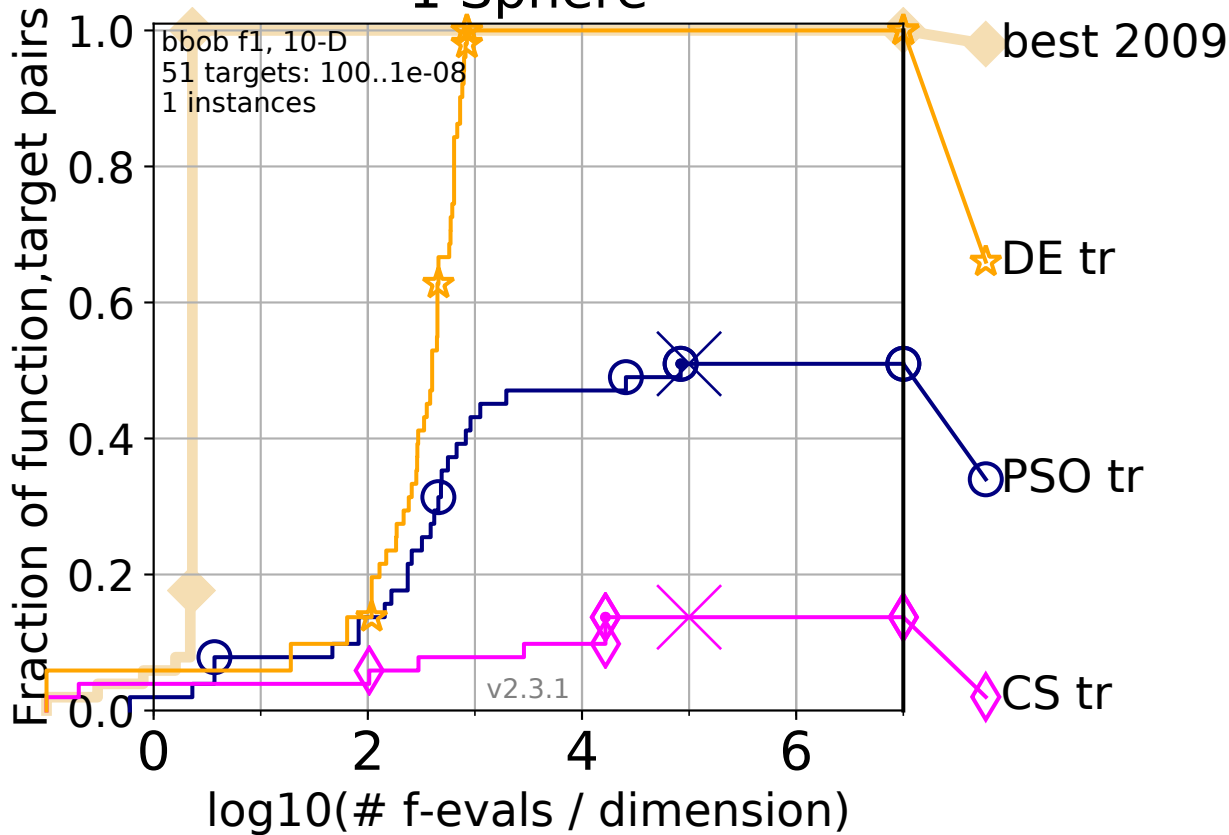 1 Sphere
bbob f1, 10-D
51 targets: 100..1e-08
1 instances
Fraction of function,target pairs
1.0
0.8
0.6
0.4
0.2
0.0
0
2
4
6
log10(# f-evals / dimension)
v2.3.1
best 2009
DE tr
PSO tr
CS tr